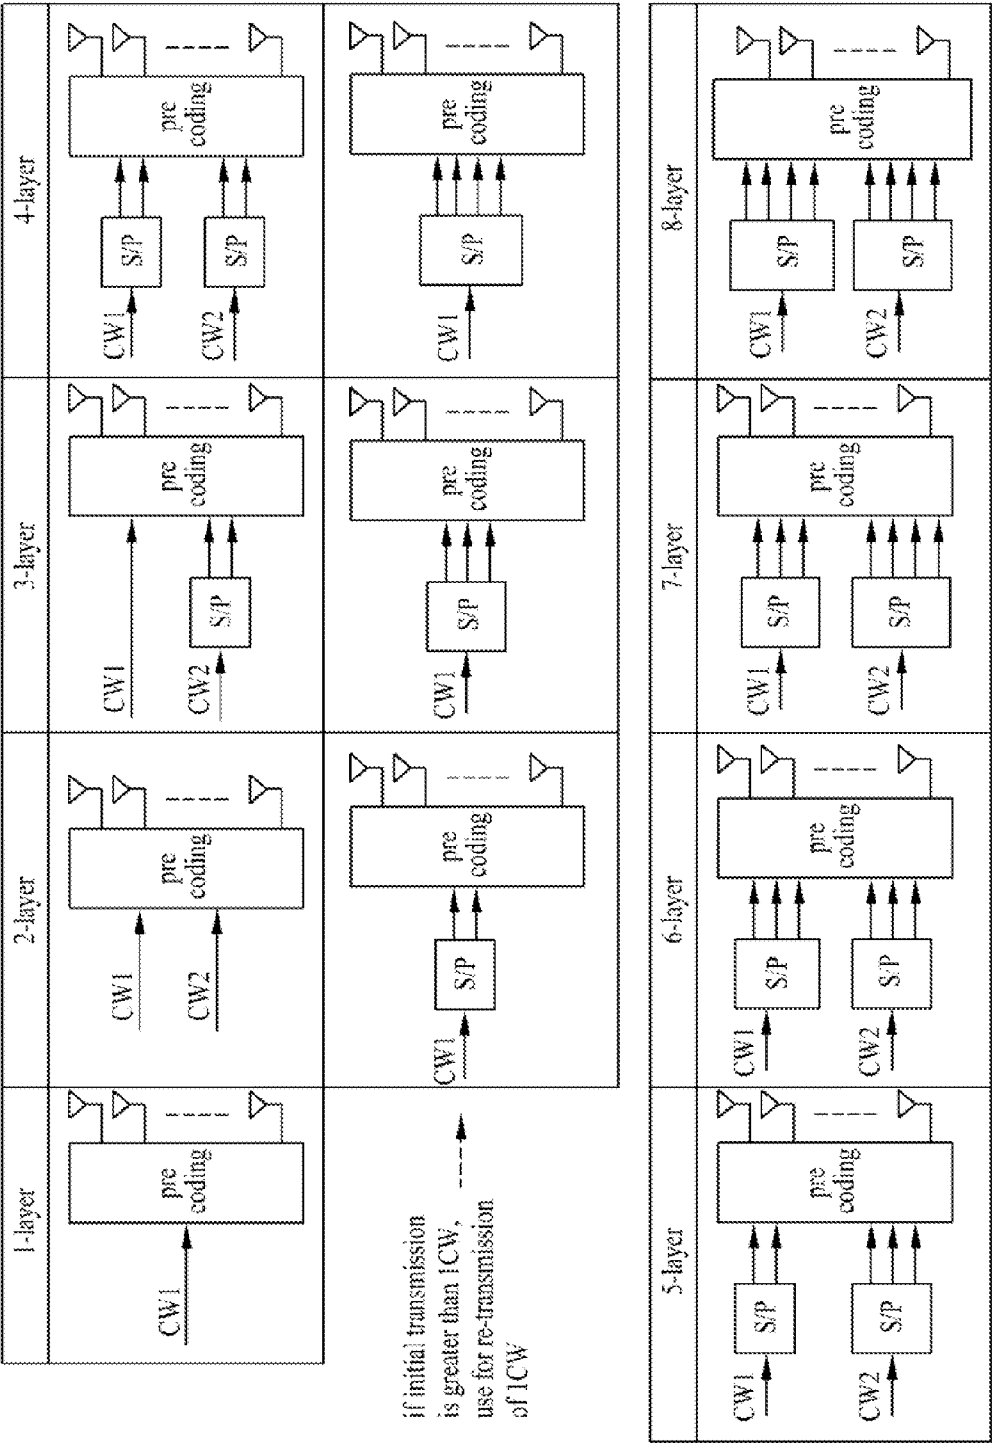 1-layer
2-layer
3-layer
4-layer
CW1
pre
coding
CW1
CW2
pre
coding
CW1
CW2
S/P
pre
coding
CW1
CW2
S/P
S/P
pre
coding
if initial transmission
is greater than 1CW,
use for re-transmission
of 1CW
CW1
S/P
pre
coding
CW1
S/P
pre
coding
CW1
S/P
pre
coding
5-layer
6-layer
7-layer
8-layer
CW1
CW2
S/P
S/P
pre
coding
CW1
CW2
S/P
S/P
pre
coding
CW1
CW2
S/P
S/P
pre
coding
CW1
CW2
S/P
S/P
pre
coding